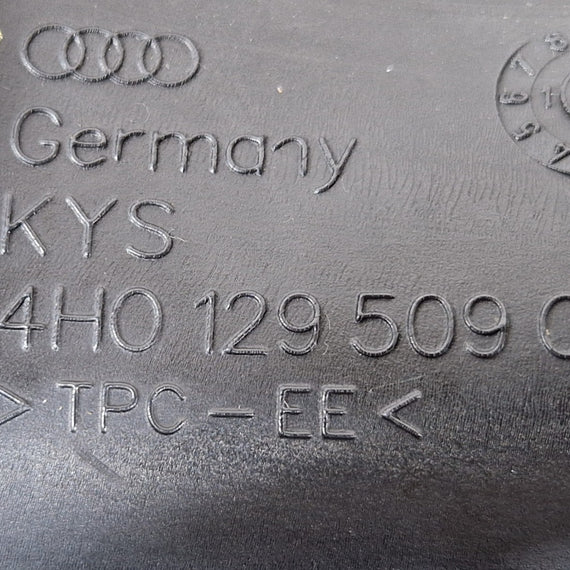 Germany
KYS
4H0 129 509
> TPC - EE <